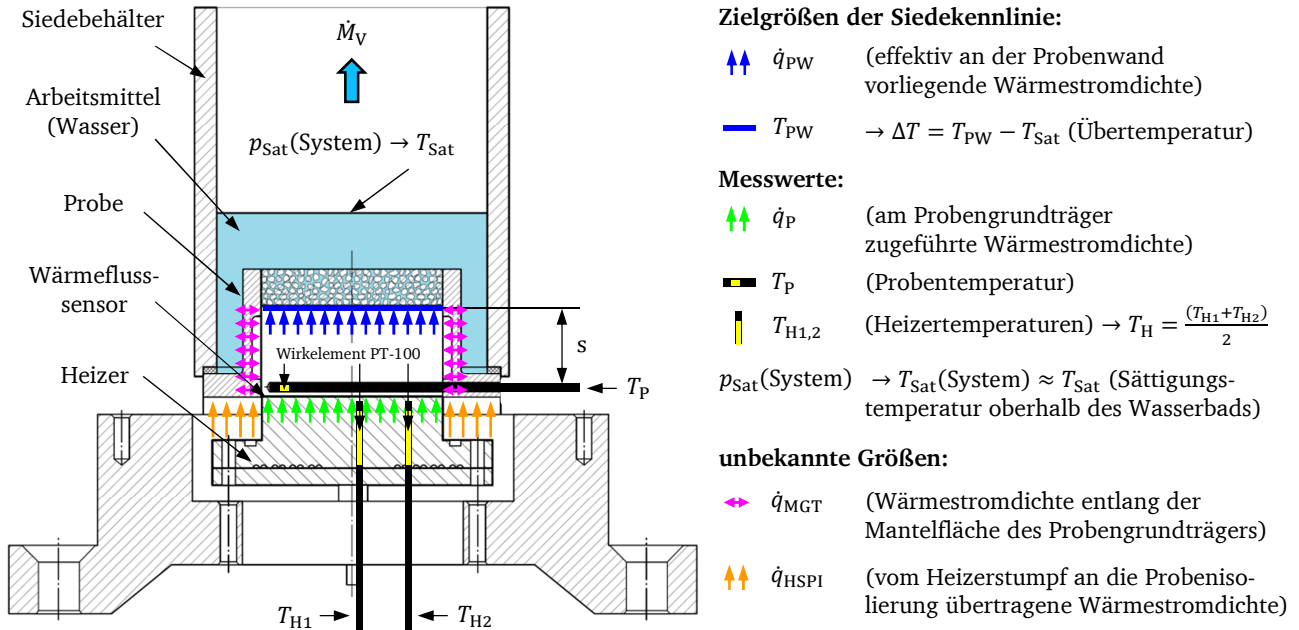 Siedebehälter
Arbeitsmittel
(Wasser)
Probe
Wärmefluss-
sensor
Heizer
Ṁ_V
p_Sat(System) → T_Sat
Wirkelement PT-100
s
T_P
T_H1
T_H2
Zielgrößen der Siedekennlinie:
q̇_PW (effektiv an der Probenwand
vorliegende Wärmestromdichte)
T_PW → ΔT = T_PW − T_Sat (Übertemperatur)
Messwerte:
q̇_P (am Probengrundträger
zugeführte Wärmestromdichte)
T_P (Probentemperatur)
T_H1,2 (Heizertemperaturen) → T_H = (T_H1+T_H2)/2
p_Sat(System) → T_Sat(System) ≈ T_Sat (Sättigungs-
temperatur oberhalb des Wasserbads)
unbekannte Größen:
q̇_MGT (Wärmestromdichte entlang der
Mantelfläche des Probengrundträgers)
q̇_HSPI (vom Heizerstumpf an die Probeniso-
lierung übertragene Wärmestromdichte)